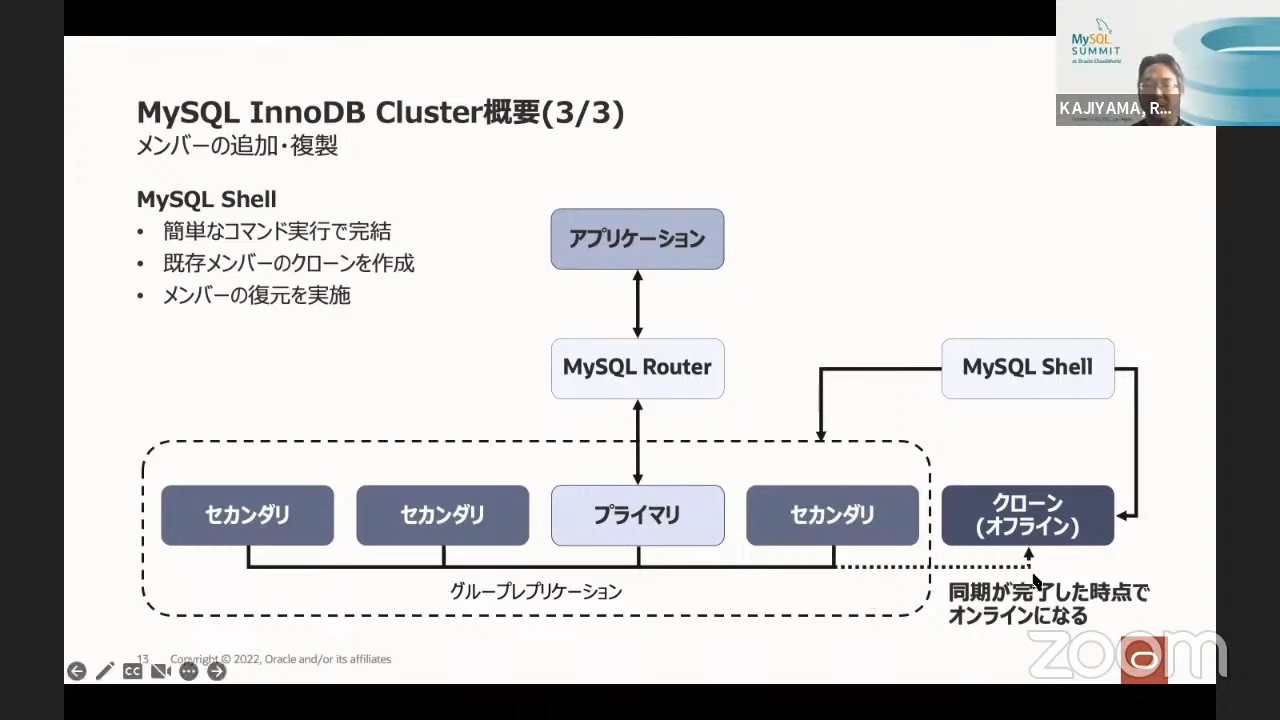 MySQL
SUMMIT
at Oracle CloudWorld
KAJIYAMA, R...
MySQL InnoDB Cluster概要(3/3)
メンバーの追加・複製
MySQL Shell
• 簡単なコマンド実行で完結
• 既存メンバーのクローンを作成
• メンバーの復元を実施
アプリケーション
MySQL Router
MySQL Shell
セカンダリ
セカンダリ
プライマリ
セカンダリ
クローン
(オフライン)
グループレプリケーション
同期が完了した時点で
オンラインになる
13 Copyright © 2022, Oracle and/or its affiliates
CC
zoom